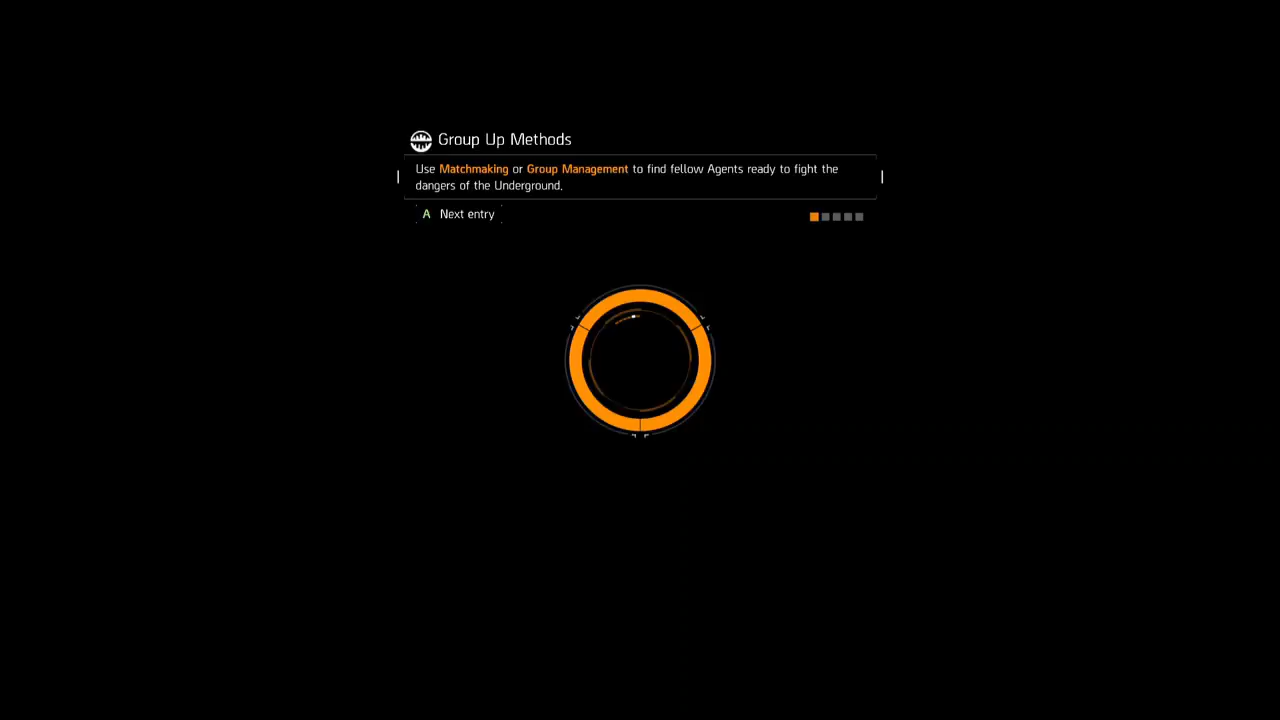 Group Up Methods
Use Matchmaking or Group Management to find fellow Agents ready to fight the
dangers of the Underground.
A Next entry